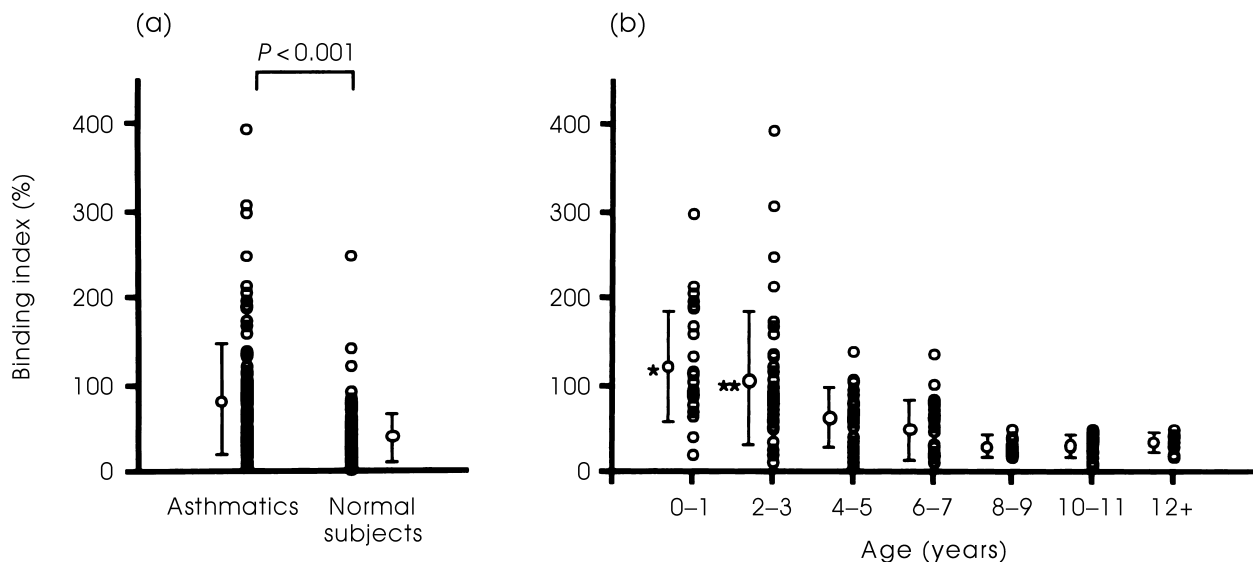 (a)
P < 0.001
Binding index (%)
400
300
200
100
0
Asthmatics
Normal
subjects
(b)
400
300
200
100
0
*
**
0–1
2–3
4–5
6–7
8–9
10–11
12+
Age (years)